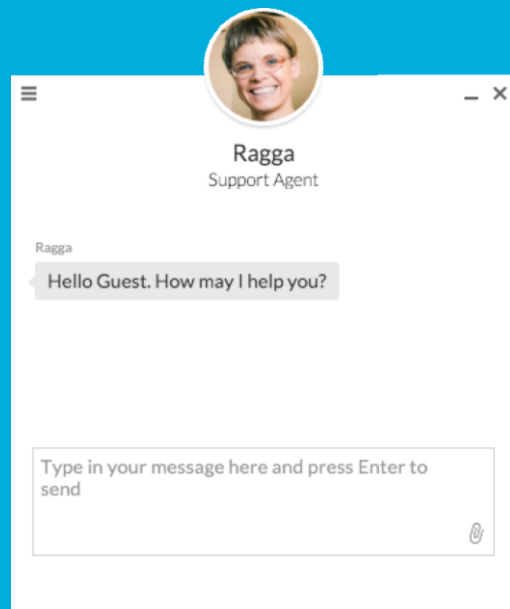 Ragga
Support Agent
Ragga
Hello Guest. How may I help you?
Type in your message here and press Enter to
send